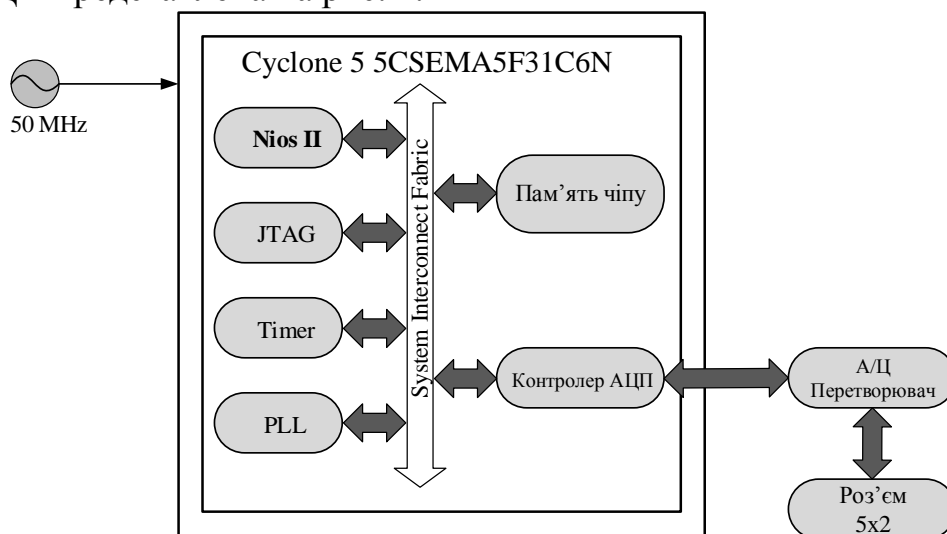 Cyclone 5 5CSEMA5F31C6N
50 MHz
Nios II
JTAG
Timer
PLL
System Interconnect Fabric
Пам’ять чіпу
Контролер АЦП
А/Ц
Перетворювач
Роз’єм
5x2